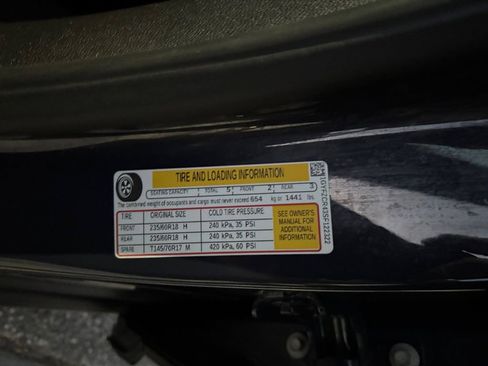 TIRE AND LOADING INFORMATION
SEATING CAPACITY TOTAL 5 FRONT 2 REAR 3
The combined weight of occupants and cargo must never exceed 654 kg or 1441 lbs.
TIRE ORIGINAL SIZE COLD TIRE PRESSURE
FRONT 235/60R18 H 240 kPa, 35 PSI
REAR 235/60R18 H 240 kPa, 35 PSI
SPARE T145/70R17 M 420 kPa, 60 PSI
SEE OWNER'S
MANUAL FOR
ADDITIONAL
INFORMATION